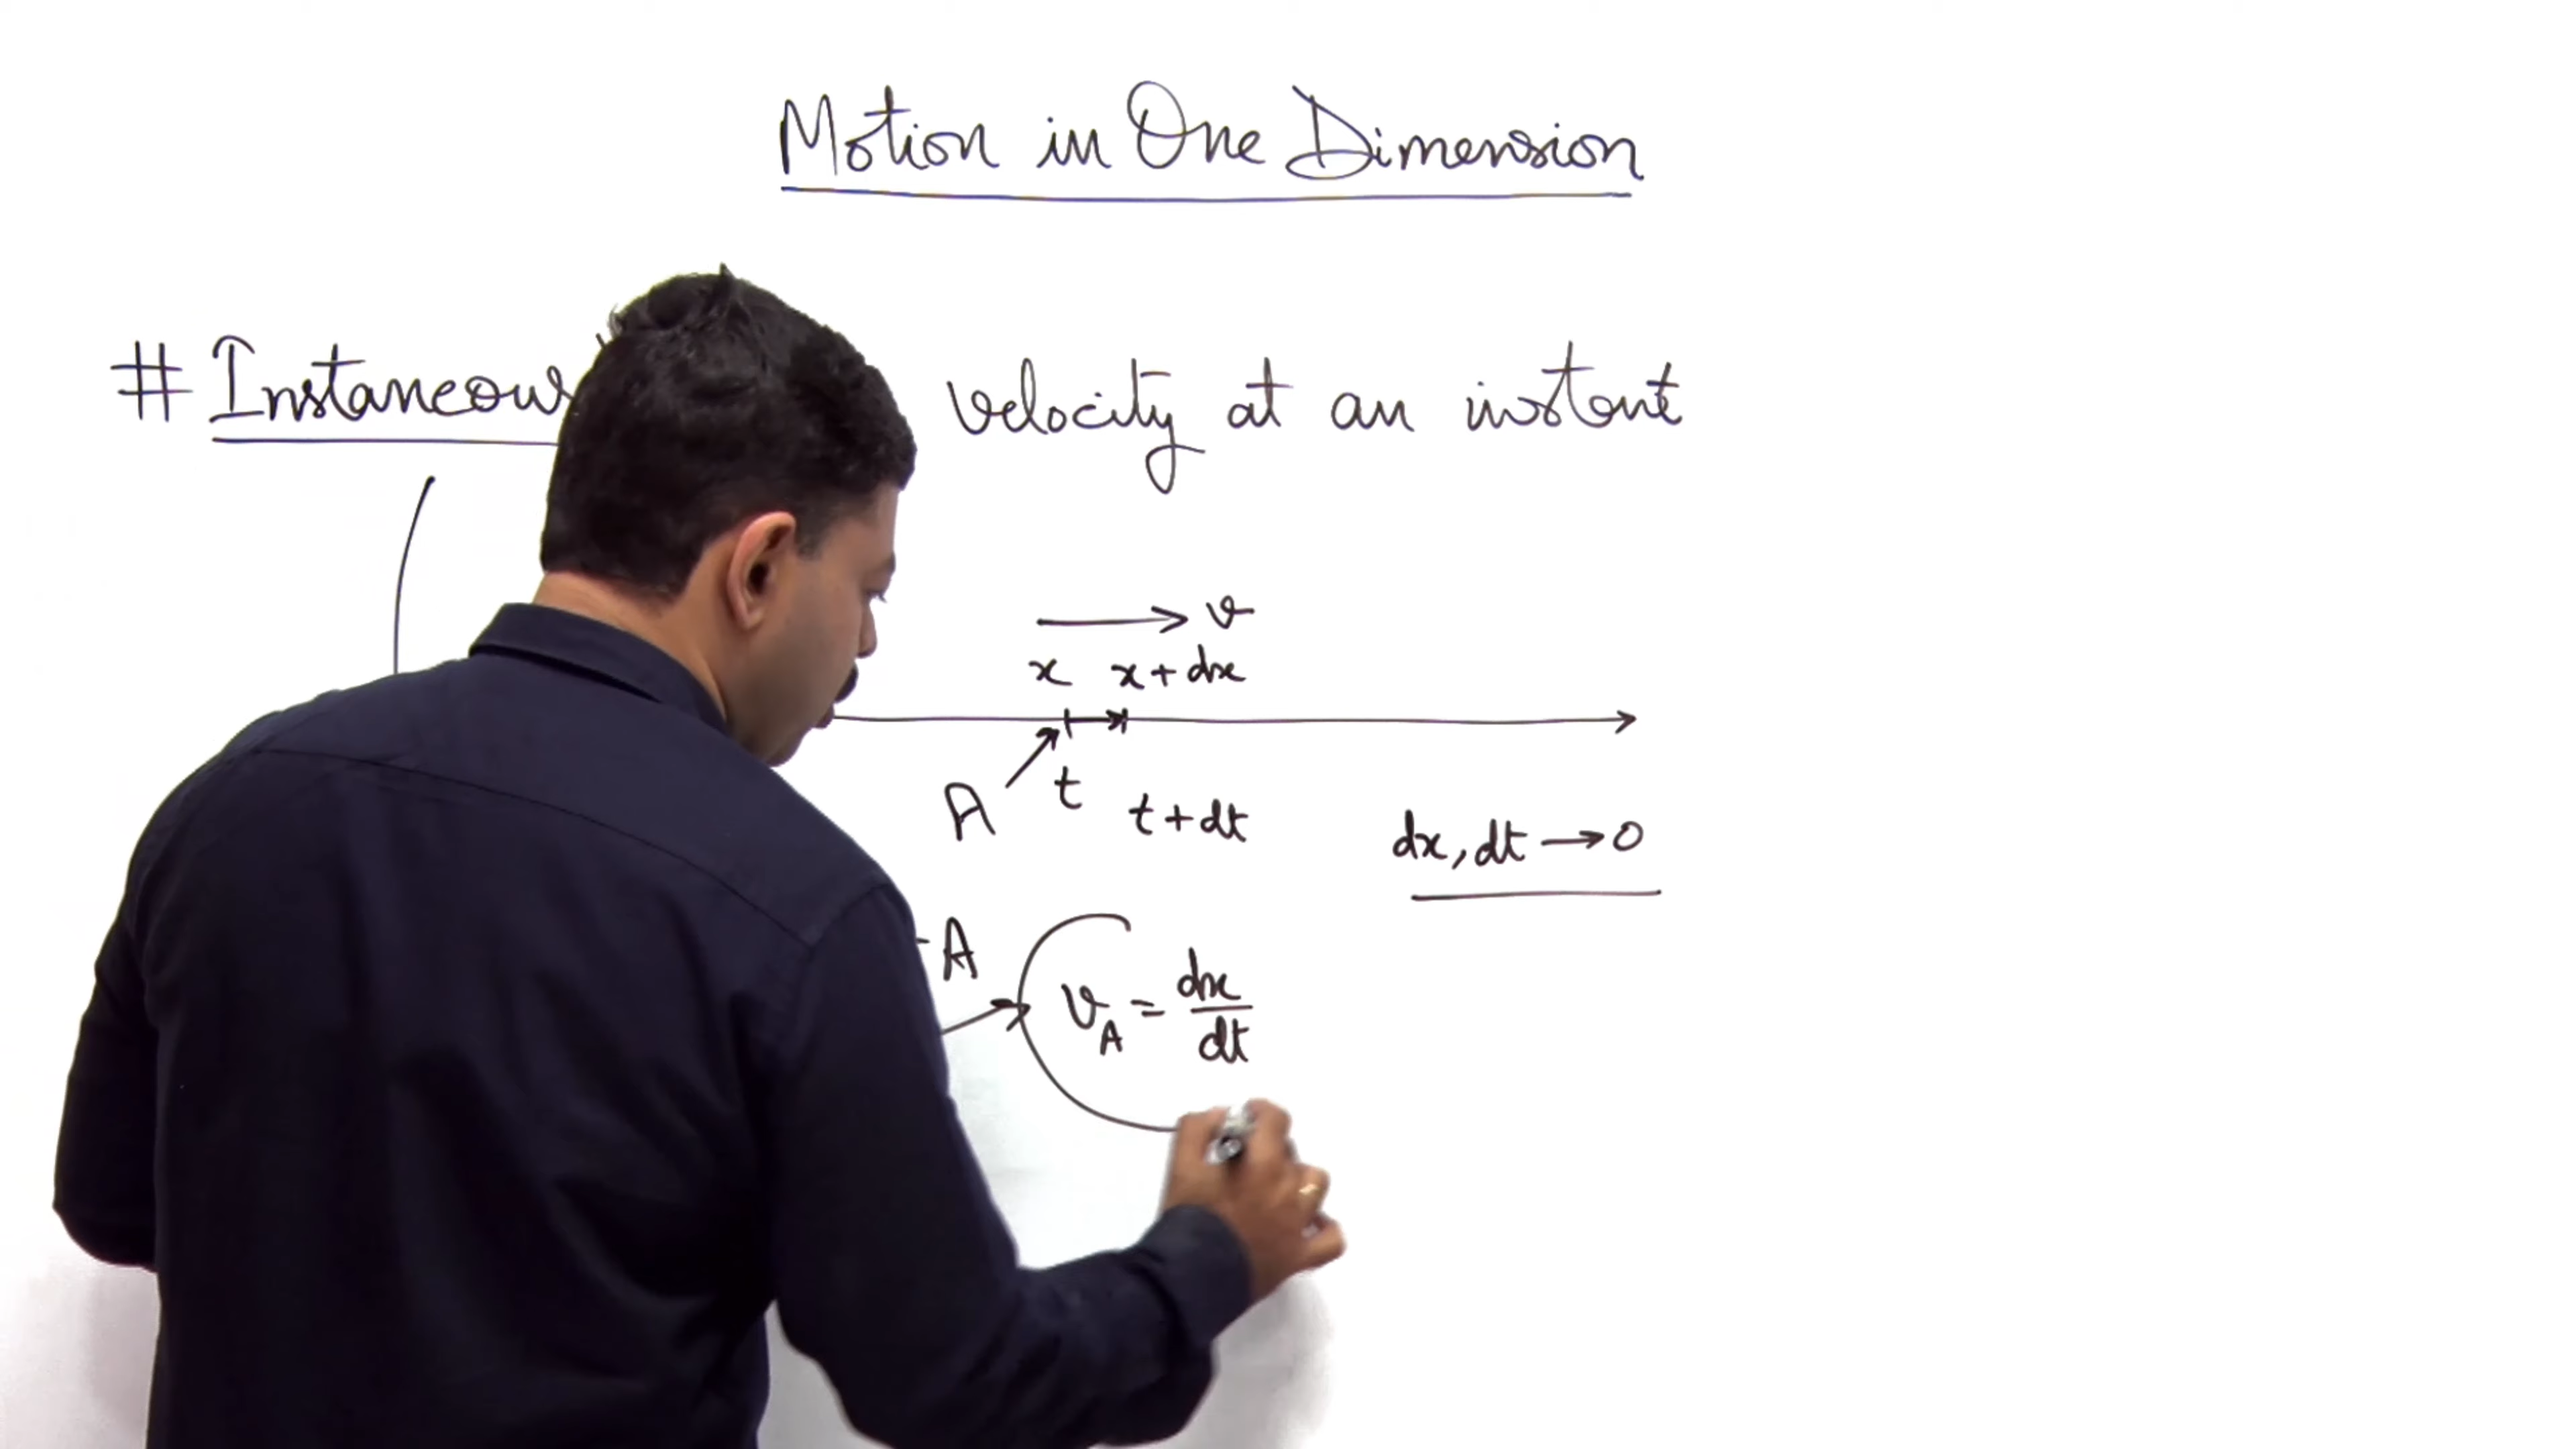 Motion in One Dimension
# Instaneous velocity at an instant
v
x x + dx
A t t + dt
dx, dt → 0
A
v_A = dx/dt